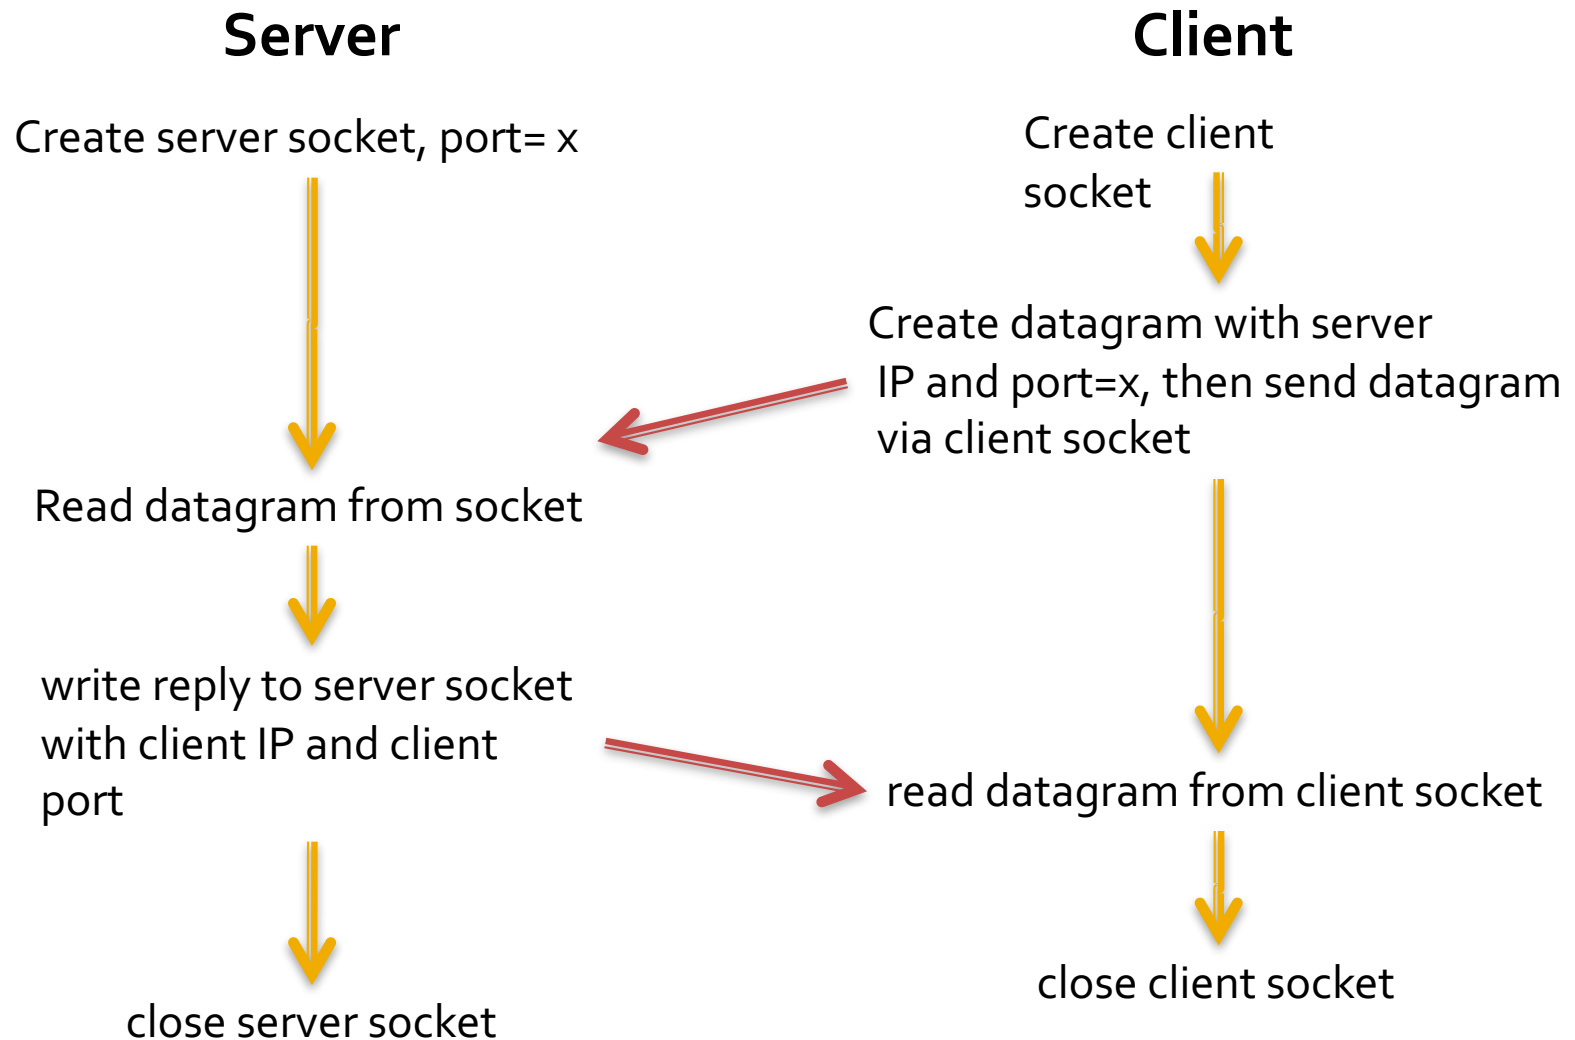 Server
Create server socket, port= x
Read datagram from socket
write reply to server socket
with client IP and client
port
close server socket
Client
Create client
socket
Create datagram with server
IP and port=x, then send datagram
via client socket
read datagram from client socket
close client socket